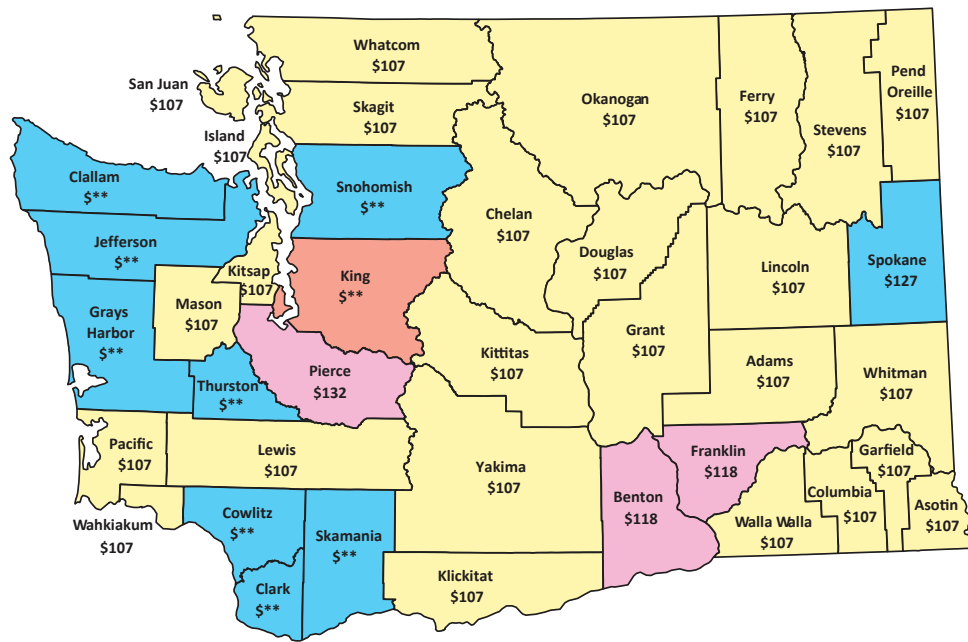 Whatcom
$107
San Juan
$107
Skagit
$107
Island
$107
Okanogan
$107
Ferry
$107
Stevens
$107
Pend
Oreille
$107
Clallam
$**
Snohomish
$**
Chelan
$107
Jefferson
$**
Kitsap
$107
King
$**
Douglas
$107
Lincoln
$107
Spokane
$127
Grays
Harbor
$**
Mason
$107
Grant
$107
Kittitas
$107
Adams
$107
Whitman
$107
Thurston
$**
Pierce
$132
Pacific
$107
Lewis
$107
Yakima
$107
Benton
$118
Franklin
$118
Garfield
$107
Columbia
$107
Asotin
$107
Walla Walla
$107
Wahkiakum
$107
Cowlitz
$**
Skamania
$**
Clark
$**
Klickitat
$107